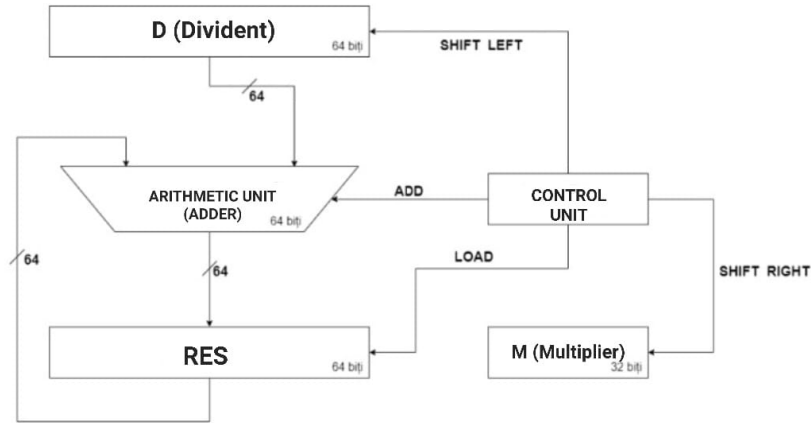 D (Divident)
64 biți
SHIFT LEFT
64
ARITHMETIC UNIT
(ADDER)
64 biți
ADD
CONTROL
UNIT
64
64
LOAD
SHIFT RIGHT
RES
64 biți
M (Multiplier)
32 biți